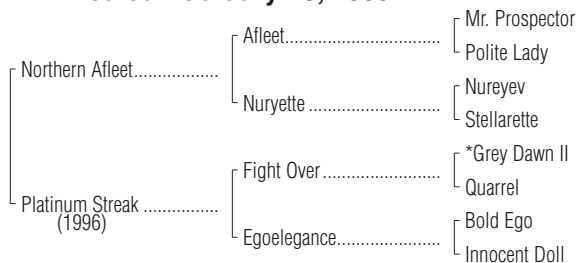 Mr. Prospector
Afleet
Polite Lady
Northern Afleet
Nureyev
Nuryette
Stellarette
*Grey Dawn II
Fight Over
Quarrel
Platinum Streak
(1996)
Bold Ego
Egoelegance
Innocent Doll